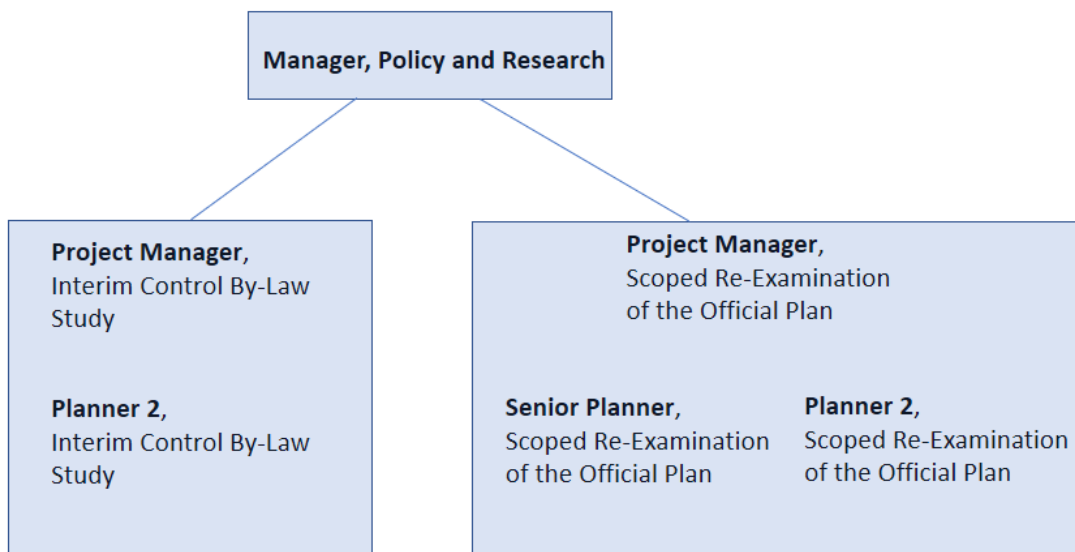 Manager, Policy and Research
Project Manager,
Interim Control By-Law
Study
Planner 2,
Interim Control By-Law
Study
Project Manager,
Scoped Re-Examination
of the Official Plan
Senior Planner,
Scoped Re-Examination
of the Official Plan
Planner 2,
Scoped Re-Examination
of the Official Plan